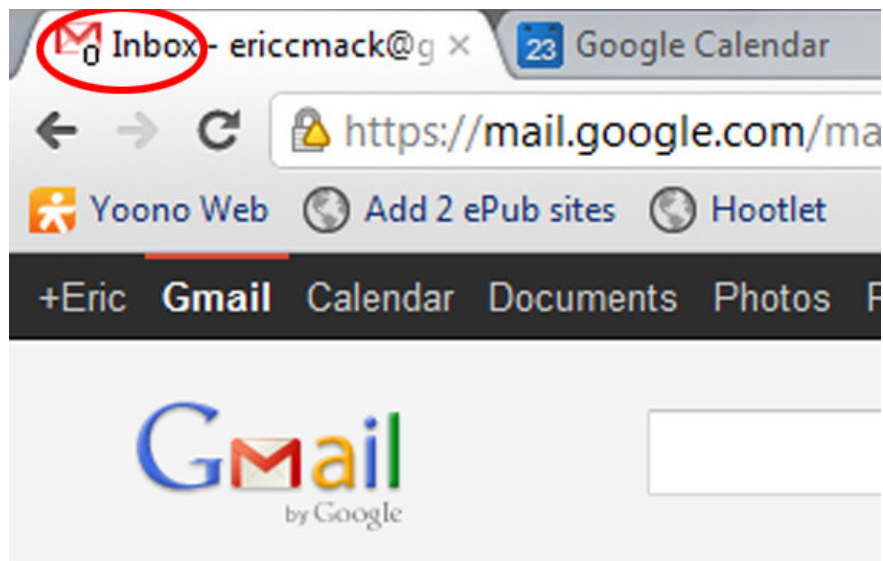 0 Inbox - ericcmack@g × 23 Google Calendar
https://mail.google.com/ma
Yoono Web Add 2 ePub sites Hootlet
+Eric Gmail Calendar Documents Photos
Gmail
by Google